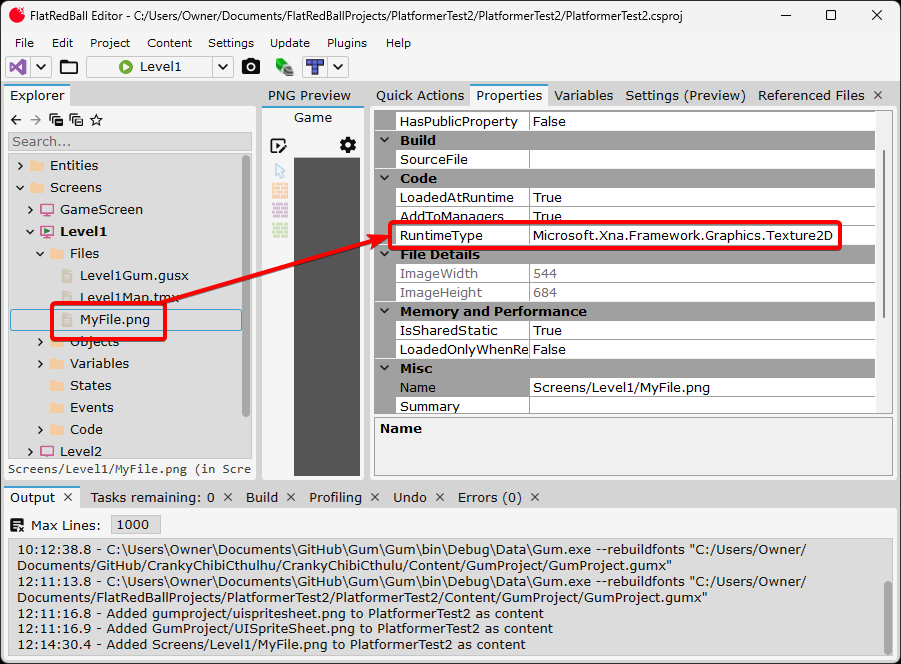 FlatRedBall Editor - C:/Users/Owner/Documents/FlatRedBallProjects/PlatformerTest2/PlatformerTest2/PlatformerTest2.csproj
File Edit Project Content Settings Update Plugins Help
Level1
Explorer
Search...
Entities
Screens
GameScreen
Level1
Files
Level1Gum.gusx
Level1Map.tmx
MyFile.png
Objects
Variables
States
Events
Code
Level2
Screens/Level1/MyFile.png (in Scre
PNG Preview
Game
Quick Actions Properties Variables Settings (Preview) Referenced Files
HasPublicProperty False
Build
SourceFile
Code
LoadedAtRuntime True
AddToManagers True
RuntimeType Microsoft.Xna.Framework.Graphics.Texture2D
File Details
ImageWidth 544
ImageHeight 684
Memory and Performance
IsSharedStatic True
LoadedOnlyWhenRe False
Misc
Name Screens/Level1/MyFile.png
Summary
Name
Output Tasks remaining: 0 Build Profiling Undo Errors (0)
Max Lines: 1000
10:12:38.8 - C:\Users\Owner\Documents\GitHub\Gum\Gum\bin\Debug\Data\Gum.exe --rebuildfonts "C:/Users/Owner/
Documents/GitHub/CrankyChibiCthulhu/CrankyChibiCthulu/Content/GumProject/GumProject.gumx"
12:11:13.8 - C:\Users\Owner\Documents\GitHub\Gum\Gum\bin\Debug\Data\Gum.exe --rebuildfonts "C:/Users/Owner/
Documents/FlatRedBallProjects/PlatformerTest2/PlatformerTest2/Content/GumProject/GumProject.gumx"
12:11:16.8 - Added gumproject/uispritesheet.png to PlatformerTest2 as content
12:11:16.9 - Added GumProject/UISpriteSheet.png to PlatformerTest2 as content
12:14:30.4 - Added Screens/Level1/MyFile.png to PlatformerTest2 as content